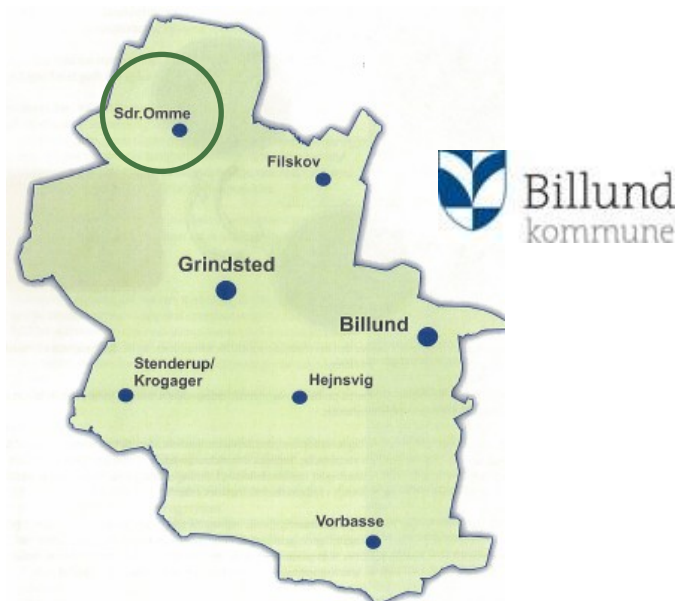 Sdr.Omme
Filskov
Billund
kommune
Grindsted
Billund
Stenderup/
Krogager
Hejnsvig
Vorbasse